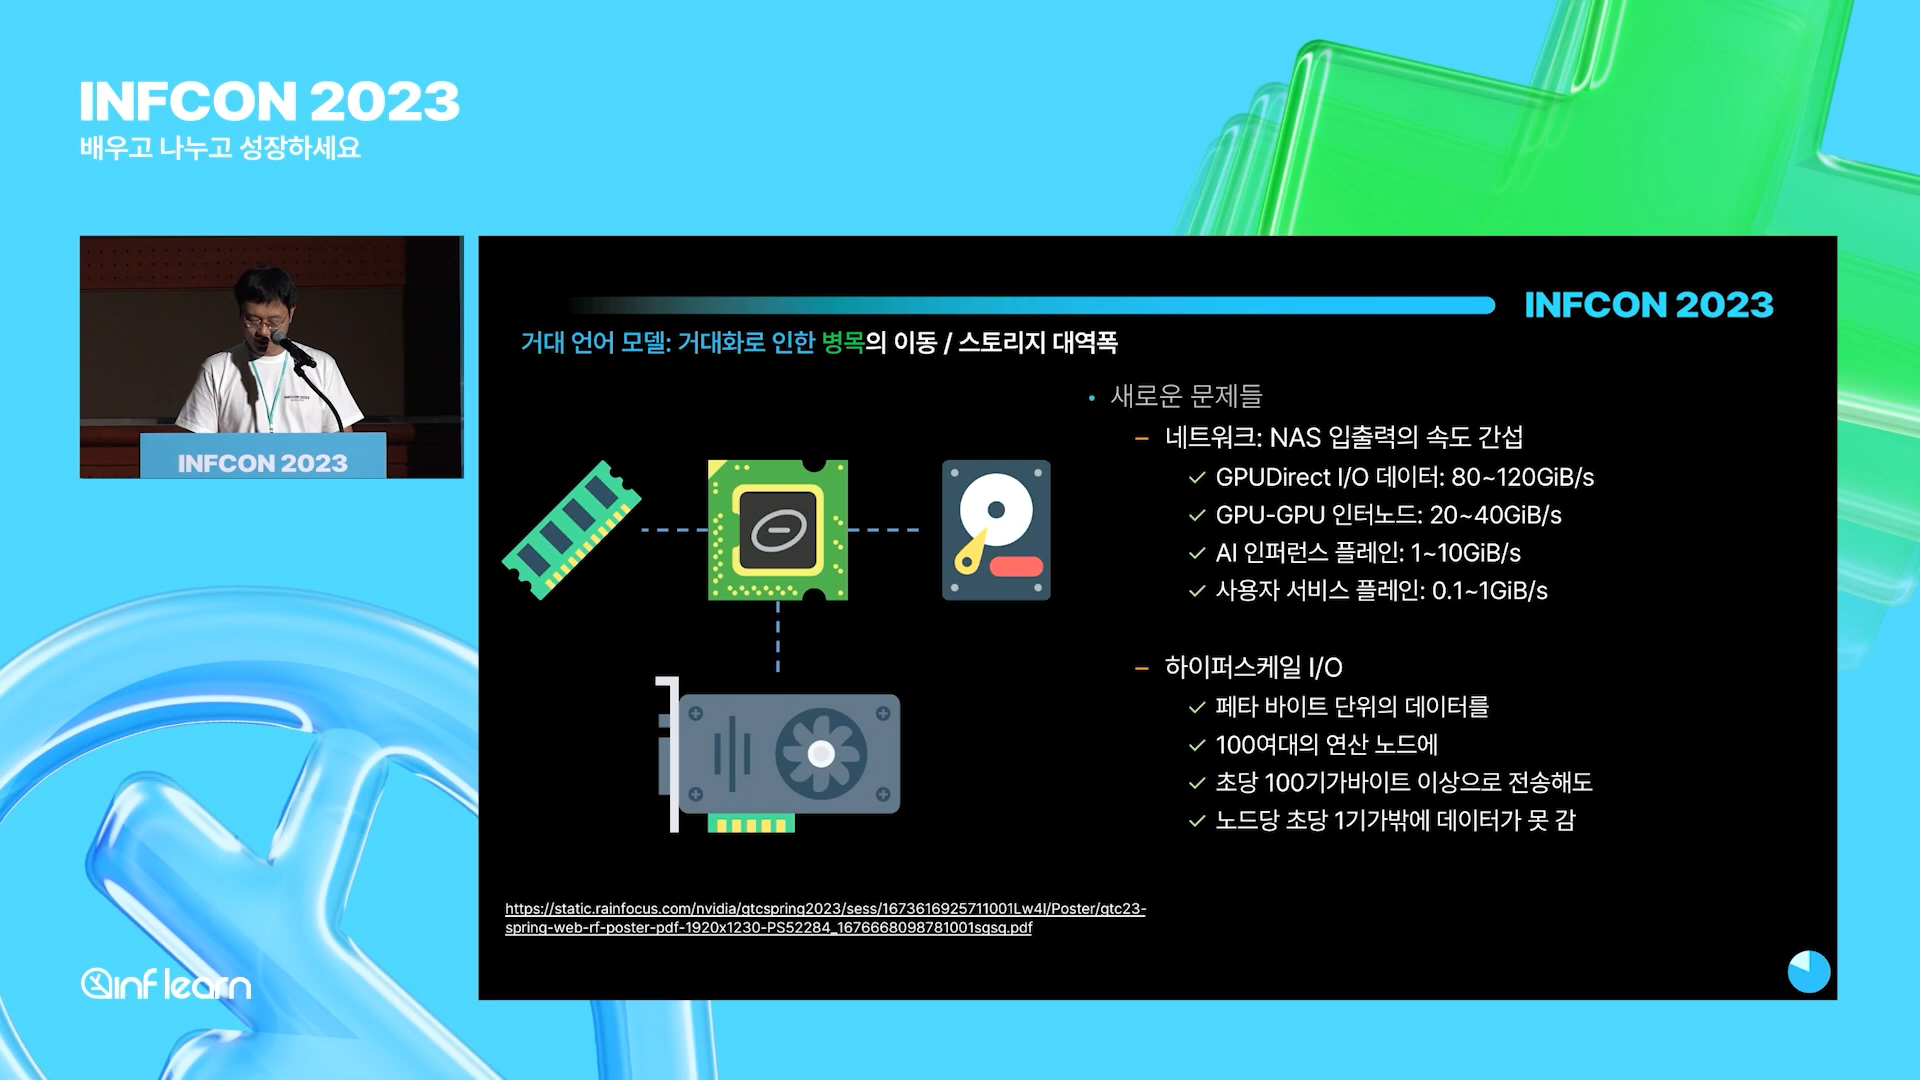 INFCON 2023
배우고 나누고 성장하세요
INFCON 2023
INFCON 2023
거대 언어 모델: 거대화로 인한 병목의 이동 / 스토리지 대역폭
• 새로운 문제들
– 네트워크: NAS 입출력의 속도 간섭
✓ GPUDirect I/O 데이터: 80~120GiB/s
✓ GPU-GPU 인터노드: 20~40GiB/s
✓ AI 인퍼런스 플레인: 1~10GiB/s
✓ 사용자 서비스 플레인: 0.1~1GiB/s
– 하이퍼스케일 I/O
✓ 페타 바이트 단위의 데이터를
✓ 100여대의 연산 노드에
✓ 초당 100기가바이트 이상으로 전송해도
✓ 노드당 초당 1기가밖에 데이터가 못 감
https://static.rainfocus.com/nvidia/gtcspring2023/sess/1673616925711001Lw4I/Poster/gtc23-
spring-web-rf-poster-pdf-1920x1230-PS52284_1676668098781001sgsg.pdf
inflearn